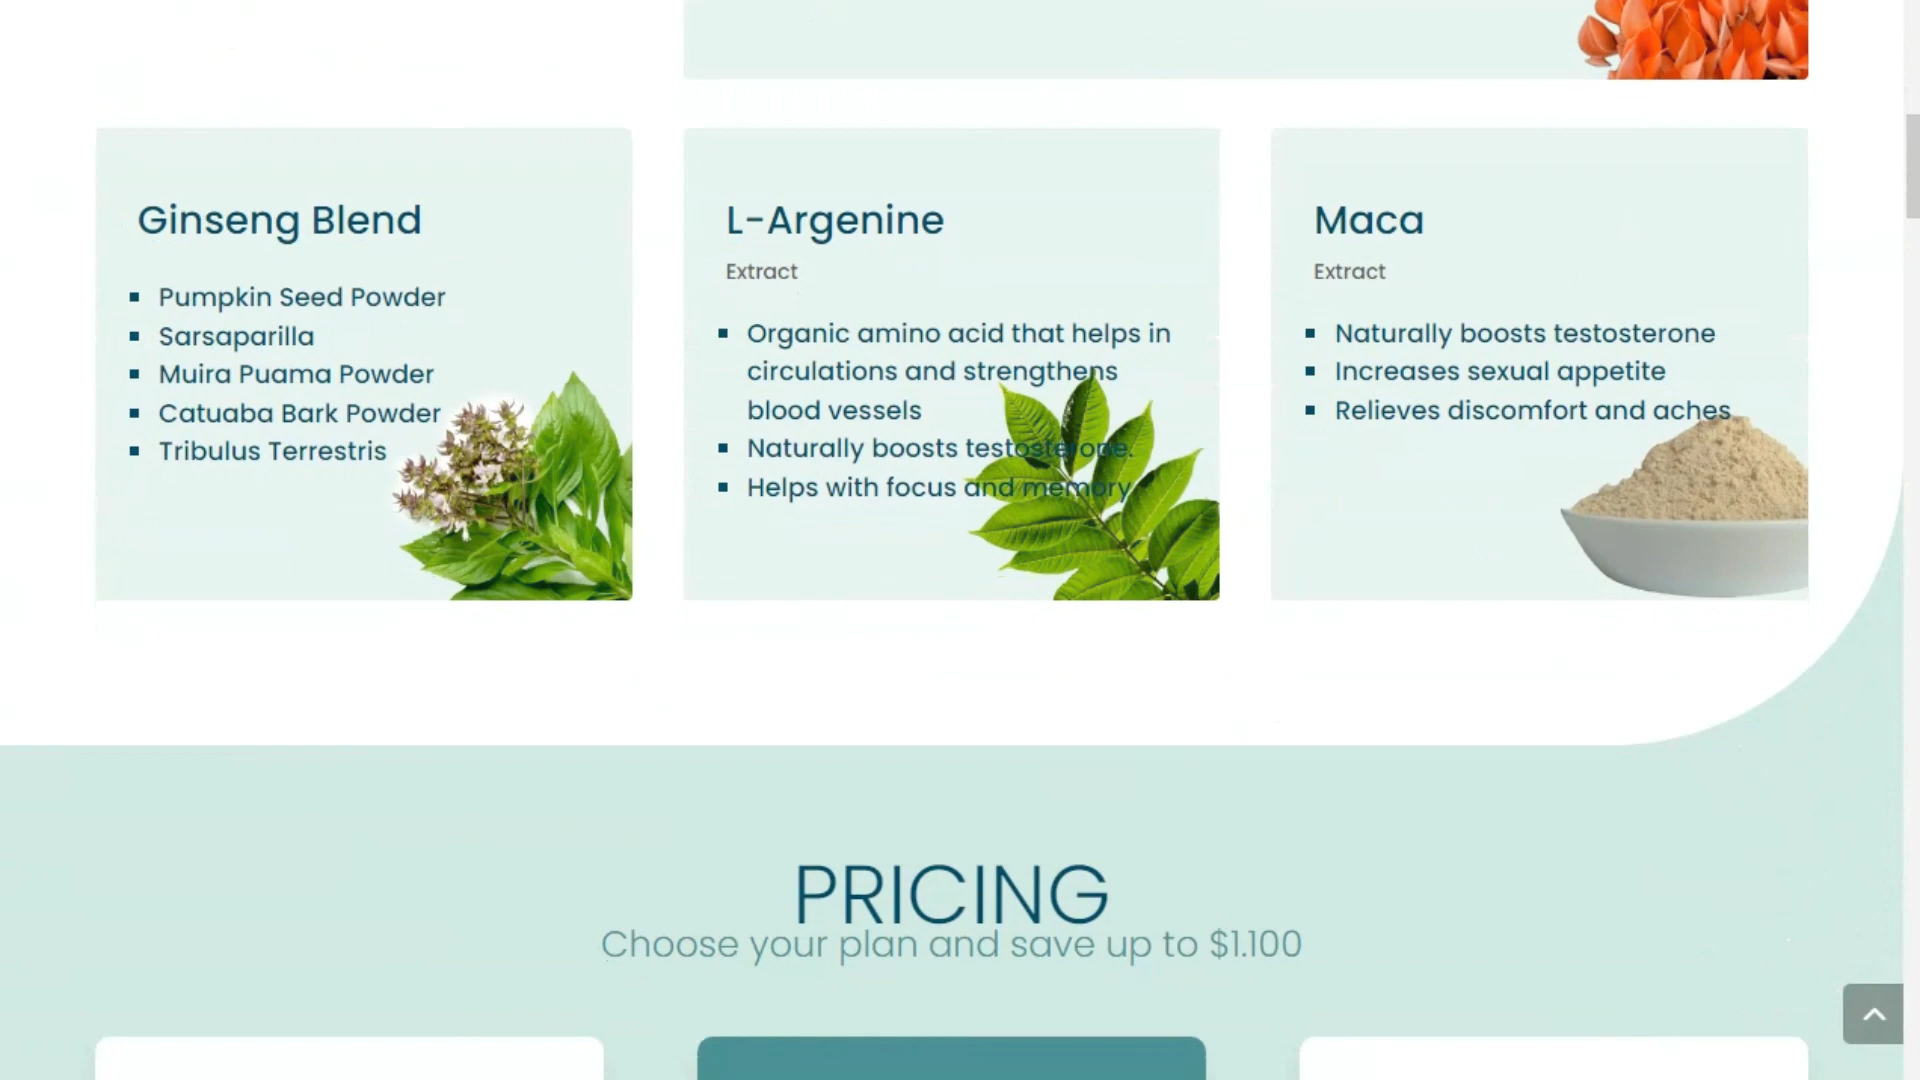 Ginseng Blend
Pumpkin Seed Powder
Sarsaparilla
Muira Puama Powder
Catuaba Bark Powder
Tribulus Terrestris
L-Argenine
Extract
Organic amino acid that helps in
circulations and strengthens
blood vessels
Naturally boosts testosterone.
Helps with focus and memory
Maca
Extract
Naturally boosts testosterone
Increases sexual appetite
Relieves discomfort and aches
PRICING
Choose your plan and save up to $1.100